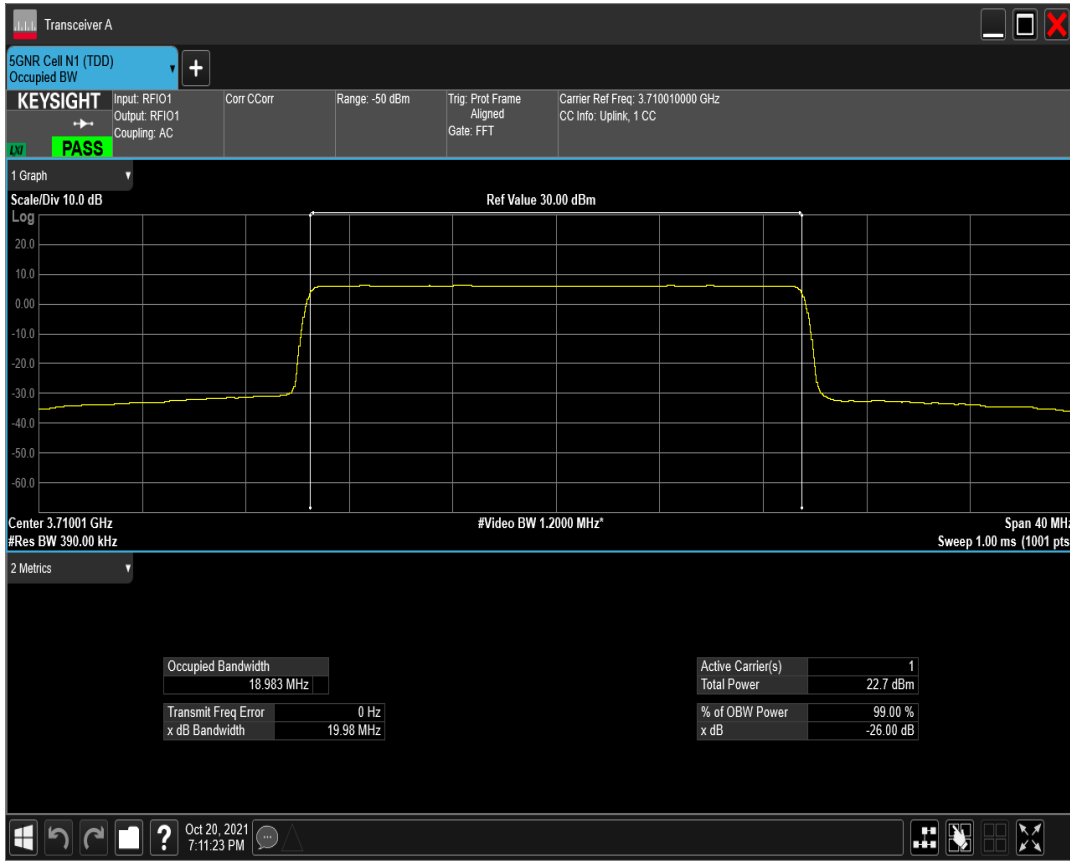 Transceiver A
5GNR Cell N1 (TDD)
Occupied BW
+
KEYSIGHT
LXI
PASS
Input: RFIO1
Output: RFIO1
Coupling: AC
Corr CCorr
Range: -50 dBm
Trig: Prot Frame
Aligned
Gate: FFT
Carrier Ref Freq: 3.710010000 GHz
CC Info: Uplink, 1 CC
1 Graph
Scale/Div 10.0 dB
Ref Value 30.00 dBm
Log
20.0
10.0
0.00
-10.0
-20.0
-30.0
-40.0
-50.0
-60.0
Center 3.71001 GHz
#Video BW 1.2000 MHz*
Span 40 MHz
#Res BW 390.00 kHz
Sweep 1.00 ms (1001 pts
2 Metrics
Occupied Bandwidth
18.983 MHz
Transmit Freq Error 0 Hz
x dB Bandwidth 19.98 MHz
Active Carrier(s) 1
Total Power 22.7 dBm
% of OBW Power 99.00 %
x dB -26.00 dB
?
Oct 20, 2021
7:11:23 PM